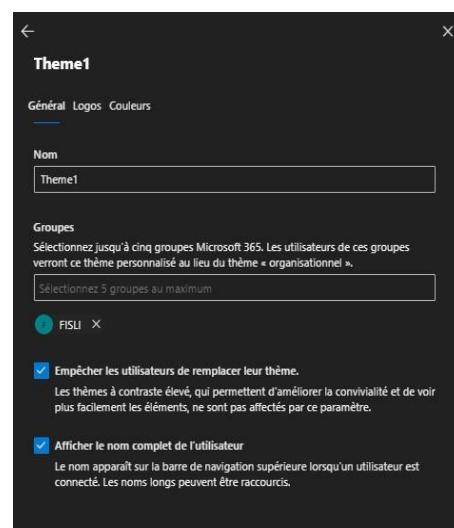 Theme1
Général Logos Couleurs
Nom
Theme1
Groupes
Sélectionnez jusqu'à cinq groupes Microsoft 365. Les utilisateurs de ces groupes
verront ce thème personnalisé au lieu du thème « organisationnel ».
Sélectionnez 5 groupes au maximum
FISLI
Empêcher les utilisateurs de remplacer leur thème.
Les thèmes à contraste élevé, qui permettent d'améliorer la convivialité et de voir
plus facilement les éléments, ne sont pas affectés par ce paramètre.
Afficher le nom complet de l'utilisateur
Le nom apparaît sur la barre de navigation supérieure lorsqu'un utilisateur est
connecté. Les noms longs peuvent être raccourcis.